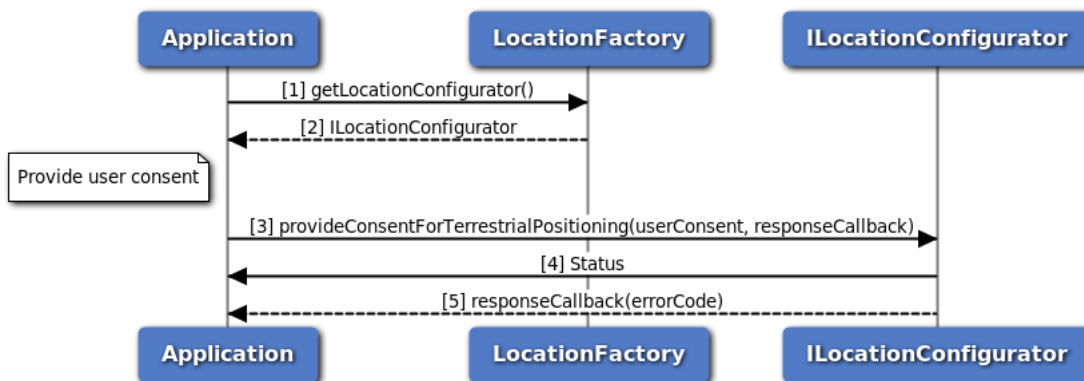 Application
LocationFactory
ILocationConfigurator
[1] getLocationConfigurator()
[2] ILocationConfigurator
Provide user consent
[3] provideConsentForTerrestrialPositioning(userConsent, responseCallback)
[4] Status
[5] responseCallback(errorCode)
Application
LocationFactory
ILocationConfigurator